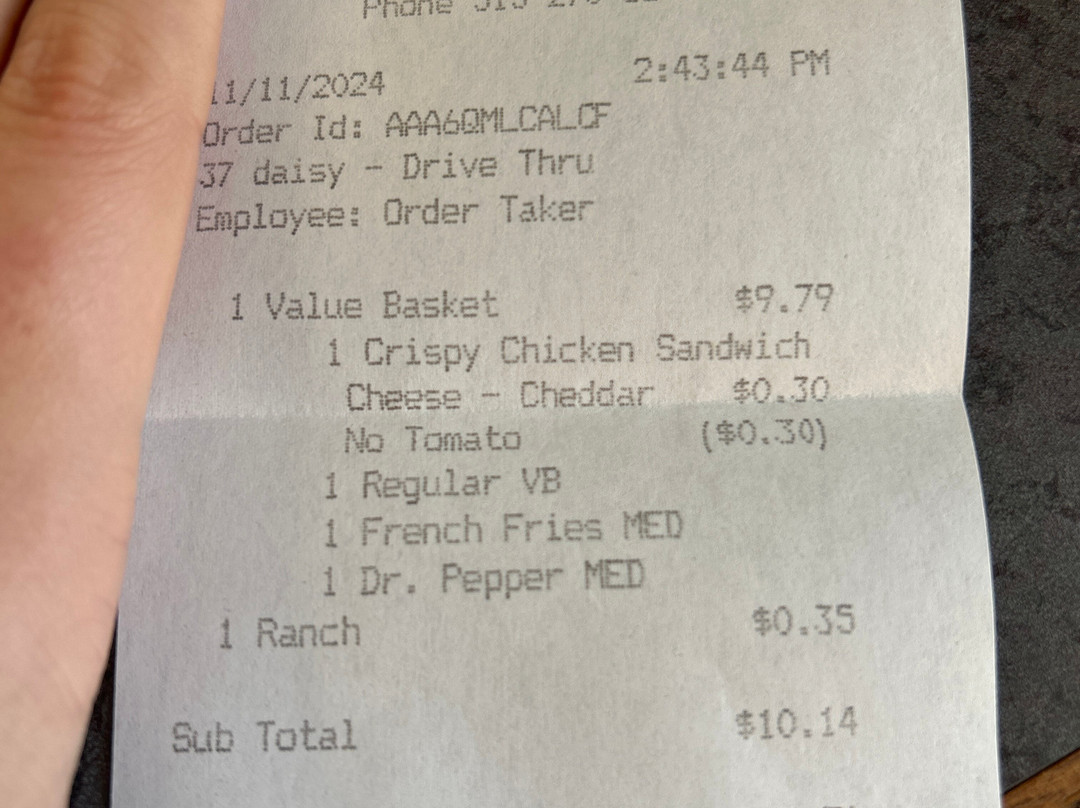 Phone
11/11/2024 2:43:44 PM
Order Id: AAA6QMLCALCF
37 daisy - Drive Thru
Employee: Order Taker
1 Value Basket $9.79
1 Crispy Chicken Sandwich
Cheese - Cheddar $0.30
No Tomato ($0.30)
1 Regular VB
1 French Fries MED
1 Dr. Pepper MED
1 Ranch $0.35
Sub Total $10.14